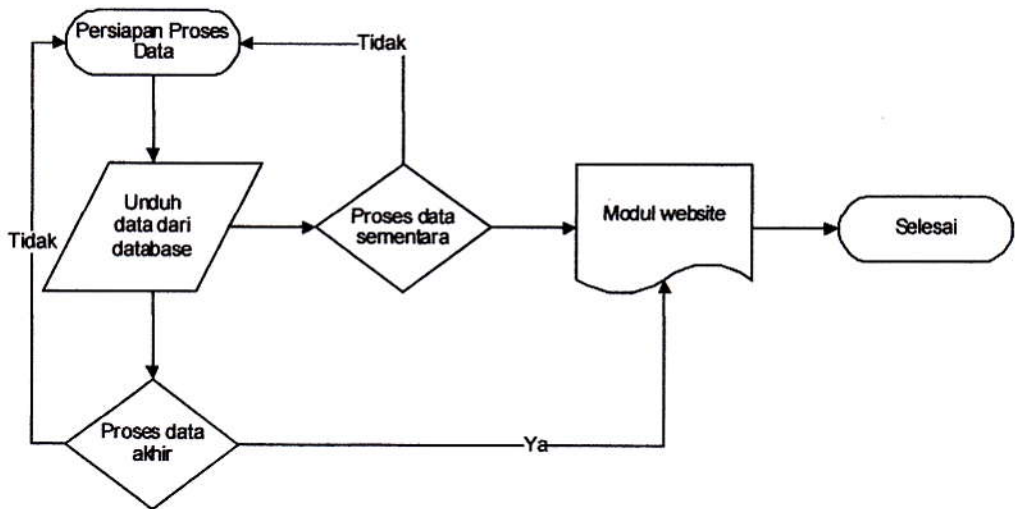 Persiapan Proses
Data
Tidak
Unduh
data dari
database
Proses data
sementara
Modul website
Selesai
Tidak
Proses data
akhir
Ya